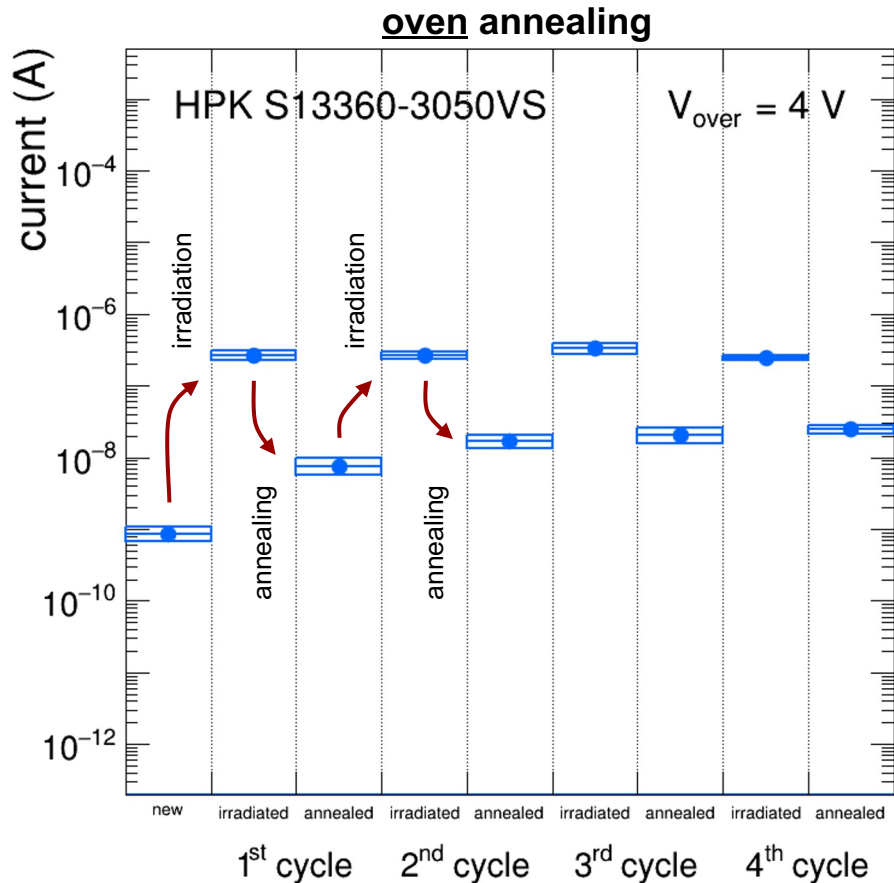 oven annealing
HPK S13360-3050VS
V_over = 4 V
current (A)
10⁻⁴
10⁻⁶
10⁻⁸
10⁻¹⁰
10⁻¹²
irradiation
annealing
irradiation
annealing
new irradiated annealed irradiated annealed irradiated annealed irradiated annealed
1st cycle 2nd cycle 3rd cycle 4th cycle